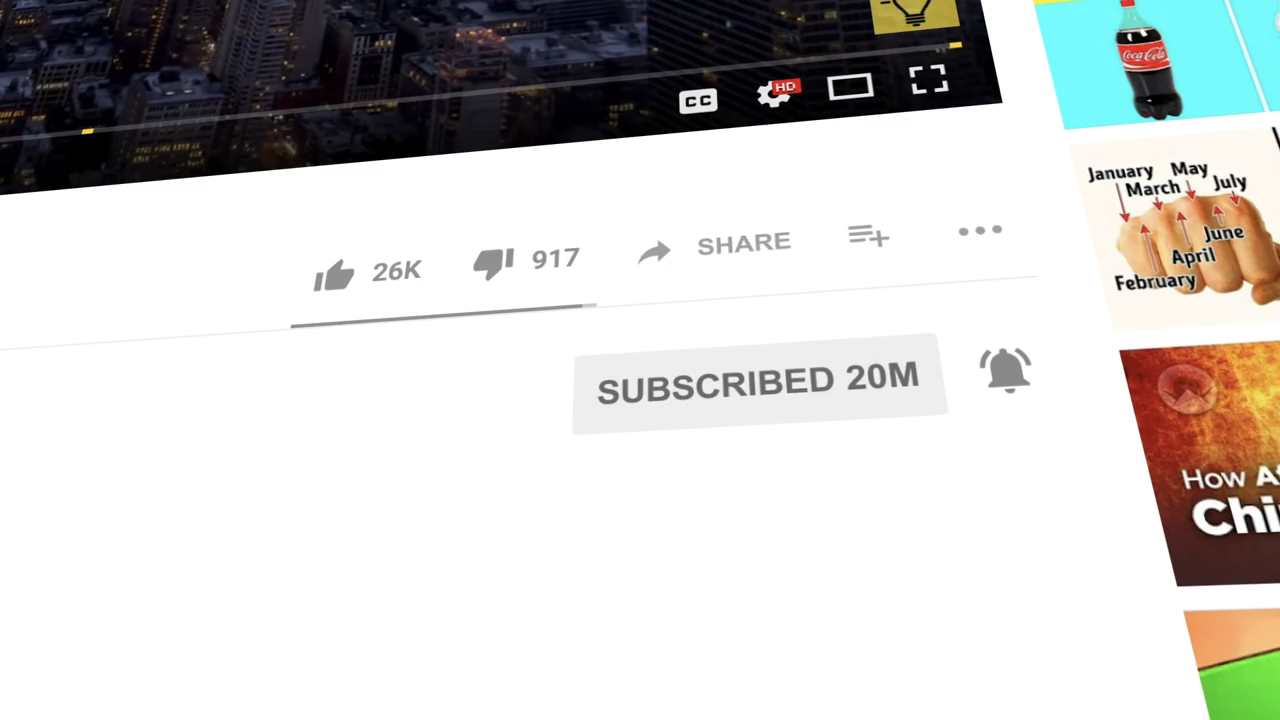 CC
HD
26K
917
SHARE
SUBSCRIBED 20M
Coca-Cola
January
May
March
July
June
April
February
How
Chi